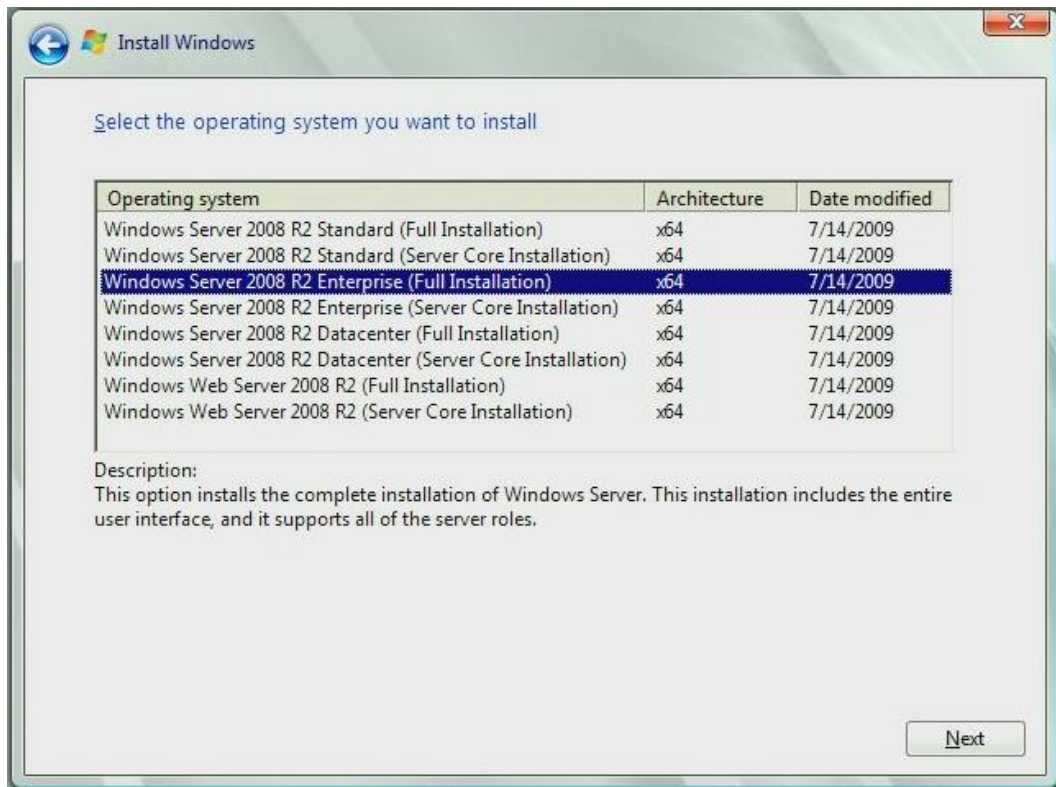 Install Windows
Select the operating system you want to install
Operating system Architecture Date modified
Windows Server 2008 R2 Standard (Full Installation) x64 7/14/2009
Windows Server 2008 R2 Standard (Server Core Installation) x64 7/14/2009
Windows Server 2008 R2 Enterprise (Full Installation) x64 7/14/2009
Windows Server 2008 R2 Enterprise (Server Core Installation) x64 7/14/2009
Windows Server 2008 R2 Datacenter (Full Installation) x64 7/14/2009
Windows Server 2008 R2 Datacenter (Server Core Installation) x64 7/14/2009
Windows Web Server 2008 R2 (Full Installation) x64 7/14/2009
Windows Web Server 2008 R2 (Server Core Installation) x64 7/14/2009
Description:
This option installs the complete installation of Windows Server. This installation includes the entire
user interface, and it supports all of the server roles.
Next